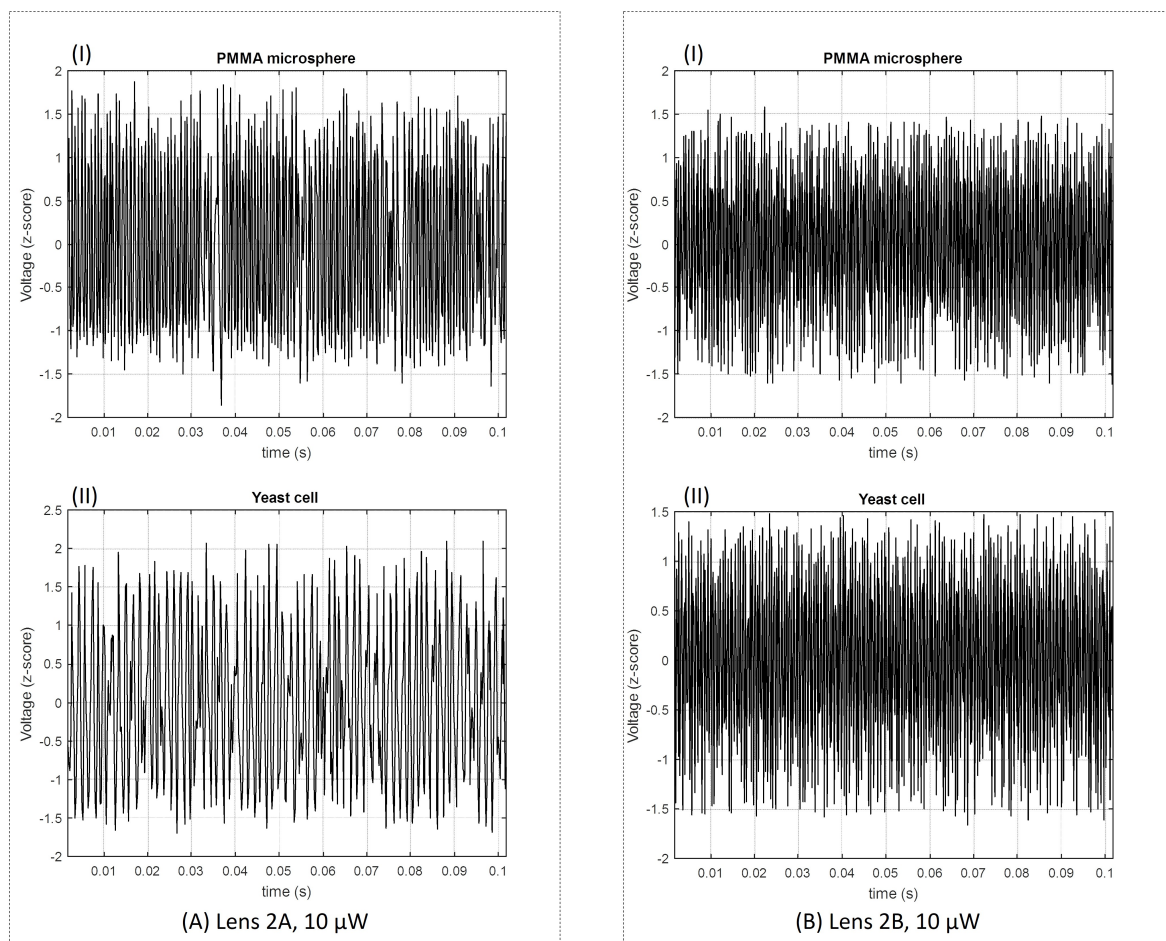 (I)
PMMA microsphere
2
1.5
1
0.5
0
-0.5
-1
-1.5
-2
Voltage (z-score)
0.01 0.02 0.03 0.04 0.05 0.06 0.07 0.08 0.09 0.1
time (s)
(II)
Yeast cell
2.5
2
1.5
1
0.5
0
-0.5
-1
-1.5
-2
Voltage (z-score)
0.01 0.02 0.03 0.04 0.05 0.06 0.07 0.08 0.09 0.1
time (s)
(A) Lens 2A, 10 μW
(I)
PMMA microsphere
2
1.5
1
0.5
0
-0.5
-1
-1.5
-2
Voltage (z-score)
0.01 0.02 0.03 0.04 0.05 0.06 0.07 0.08 0.09 0.1
time (s)
(II)
Yeast cell
1.5
1
0.5
0
-0.5
-1
-1.5
-2
Voltage (z-score)
0.01 0.02 0.03 0.04 0.05 0.06 0.07 0.08 0.09 0.1
time (s)
(B) Lens 2B, 10 μW